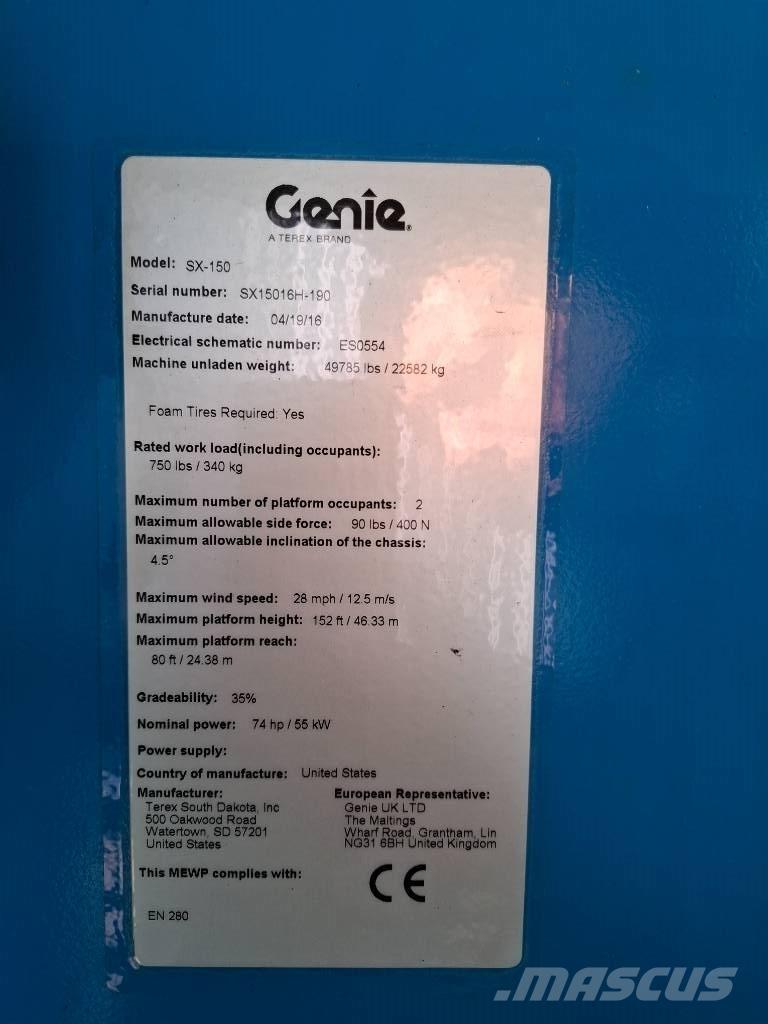 Genie®
A TEREX BRAND
Model: SX-150
Serial number: SX15016H-190
Manufacture date: 04/19/16
Electrical schematic number: ES0554
Machine unladen weight: 49785 lbs / 22582 kg
Foam Tires Required: Yes
Rated work load(including occupants):
750 lbs / 340 kg
Maximum number of platform occupants: 2
Maximum allowable side force: 90 lbs / 400 N
Maximum allowable inclination of the chassis:
4.5°
Maximum wind speed: 28 mph / 12.5 m/s
Maximum platform height: 152 ft / 46.33 m
Maximum platform reach:
80 ft / 24.38 m
Gradeability: 35%
Nominal power: 74 hp / 55 kW
Power supply:
Country of manufacture: United States
Manufacturer:
Terex South Dakota, Inc
500 Oakwood Road
Watertown, SD 57201
United States
European Representative:
Genie UK LTD
The Maltings
Wharf Road, Grantham, Lin
NG31 6BH United Kingdom
This MEWP complies with:
CE
EN 280
MASCUS